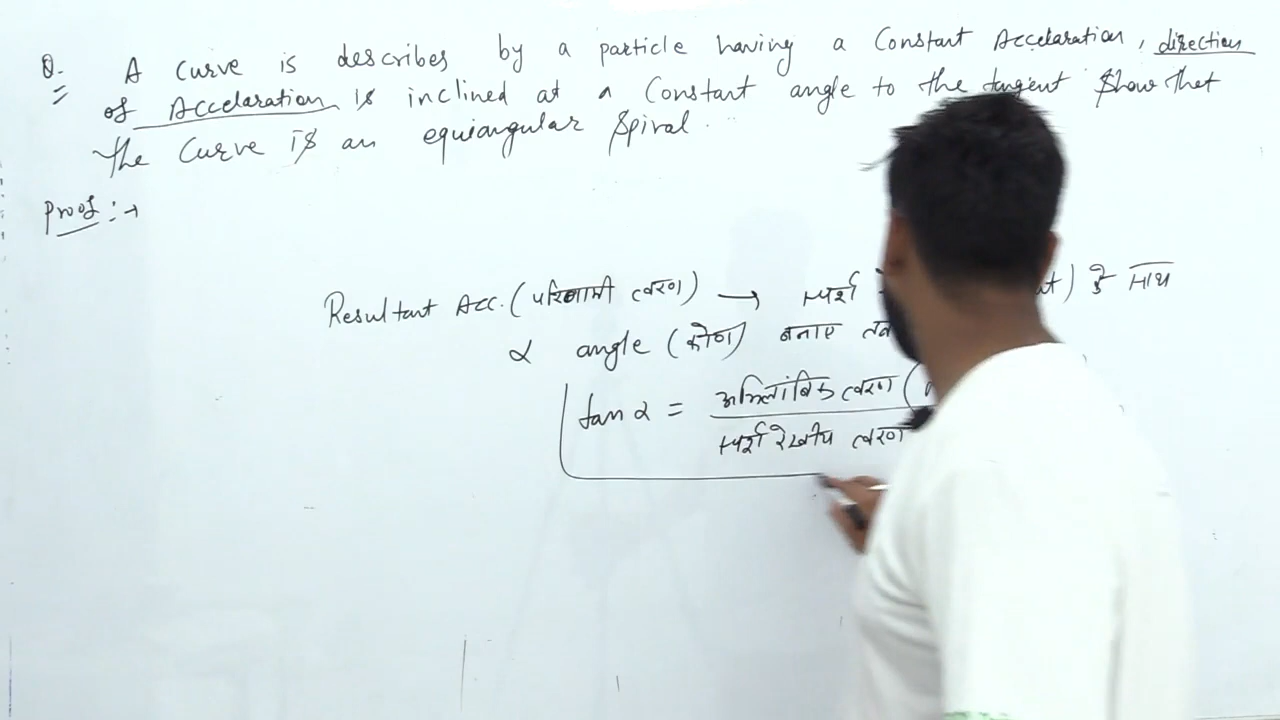 Q. A curve is describes by a particle having a Constant Accelaration, direction
of Accelaration is inclined at a Constant angle to the tangent Show that
the Curve is an equiangular Spiral.
Proof :→
Resultant Acc. (परिणामी त्वरण) → स्पर्श के साथ
α angle (कोण) बनाए
tan α = अभिलांबिक त्वरण (
स्पर्श रेखीय त्वरण